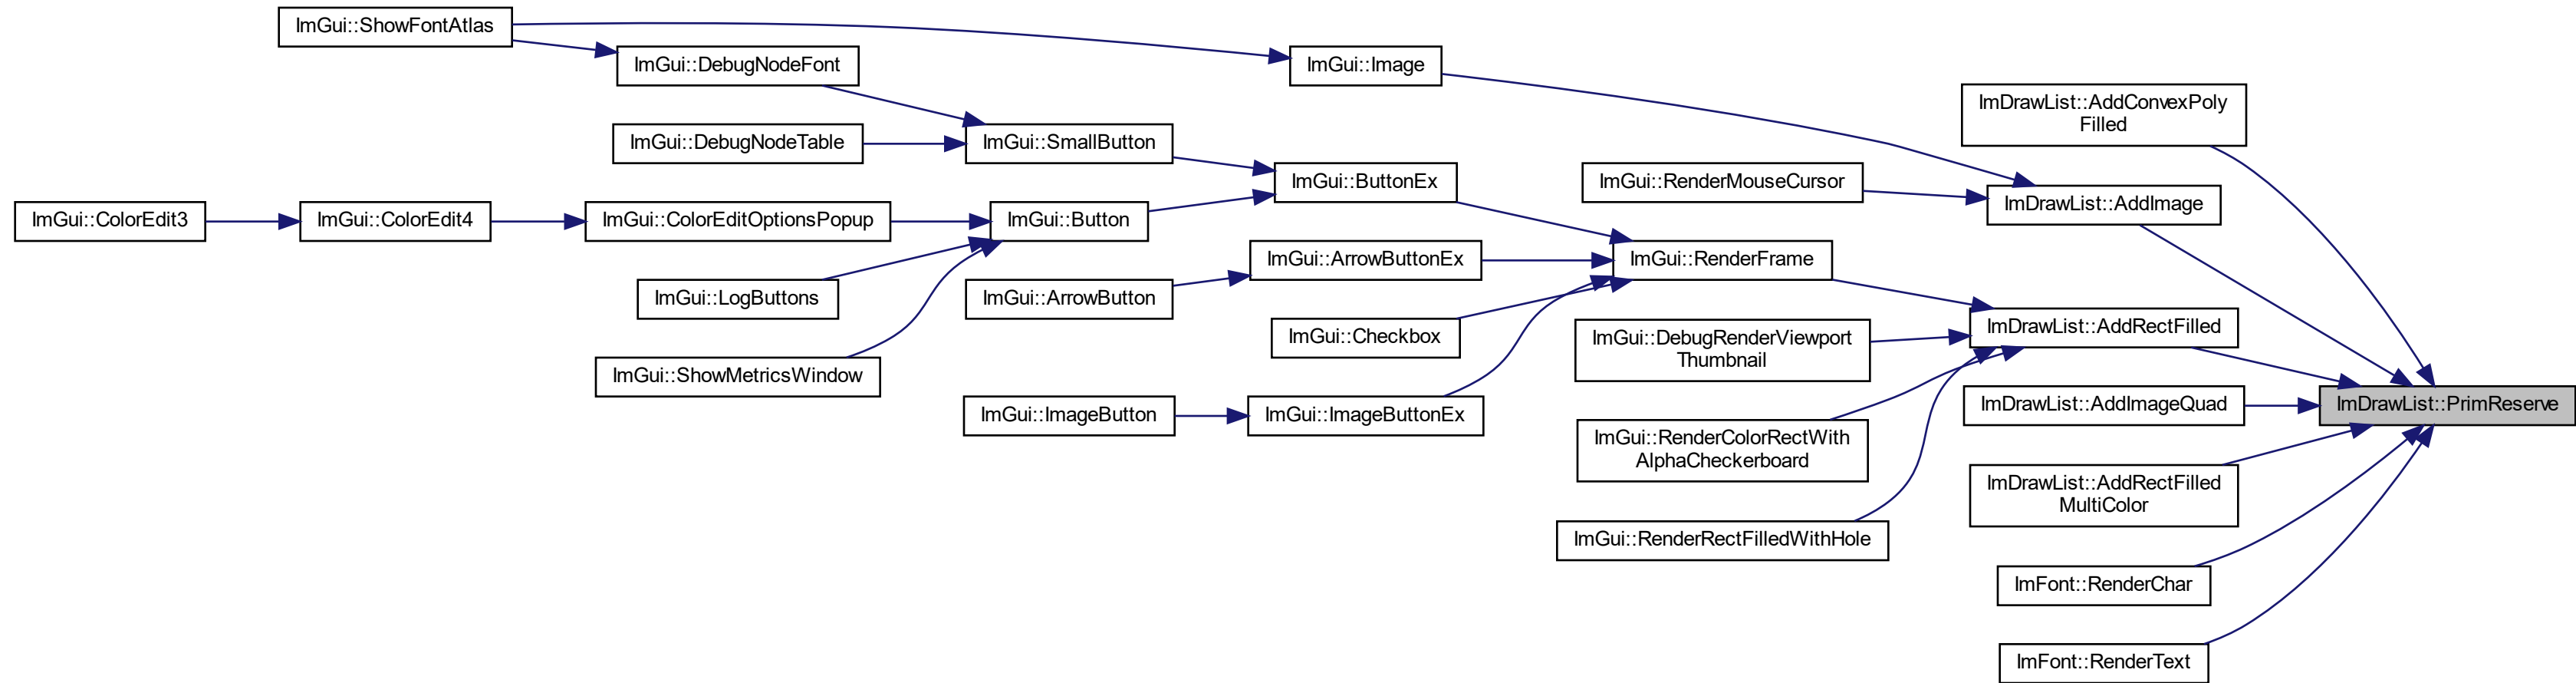 ImGui::ShowFontAtlas
ImGui::DebugNodeFont
ImGui::Image
ImDrawList::AddConvexPoly
Filled
ImGui::DebugNodeTable
ImGui::SmallButton
ImGui::ButtonEx
ImGui::RenderMouseCursor
ImDrawList::AddImage
ImGui::ColorEdit3
ImGui::ColorEdit4
ImGui::ColorEditOptionsPopup
ImGui::Button
ImGui::ArrowButtonEx
ImGui::RenderFrame
ImGui::LogButtons
ImGui::ArrowButton
ImGui::Checkbox
ImGui::DebugRenderViewport
Thumbnail
ImDrawList::AddRectFilled
ImGui::ShowMetricsWindow
ImGui::ImageButton
ImGui::ImageButtonEx
ImDrawList::AddImageQuad
ImDrawList::PrimReserve
ImGui::RenderColorRectWith
AlphaCheckerboard
ImDrawList::AddRectFilled
MultiColor
ImGui::RenderRectFilledWithHole
ImFont::RenderChar
ImFont::RenderText